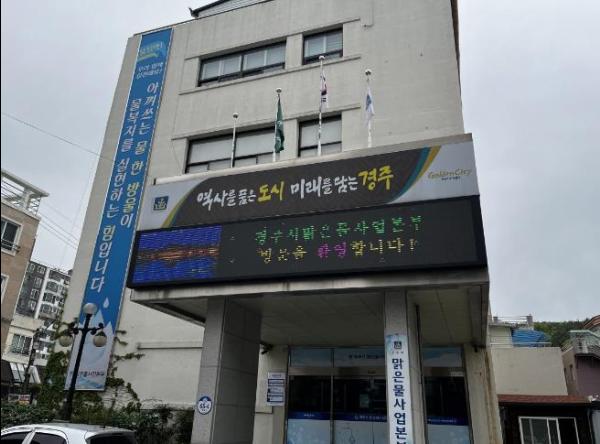 아껴쓰는 물 한 방울이
물복지를 실현하는 힘입니다
역사를 품은 도시 미래를 담는 경주
Golden City
경주시맑은물사업본부
방문을 환영합니다!
맑은물사업본부